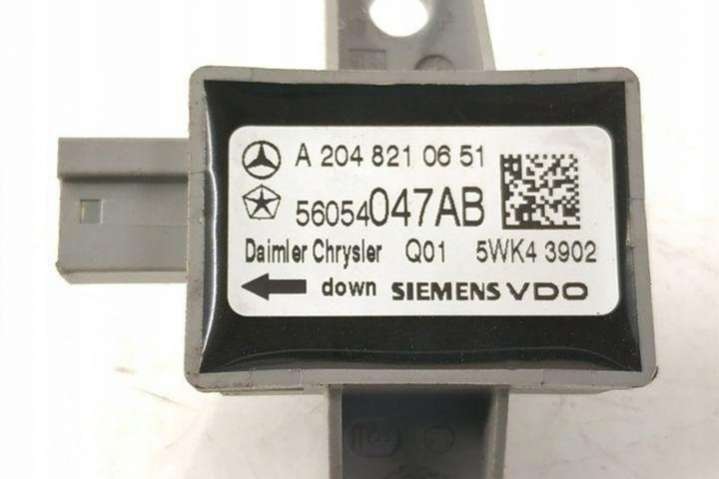 A 204 821 06 51
56054047AB
Daimler Chrysler Q01 5WK4 3902
down SIEMENS VDO